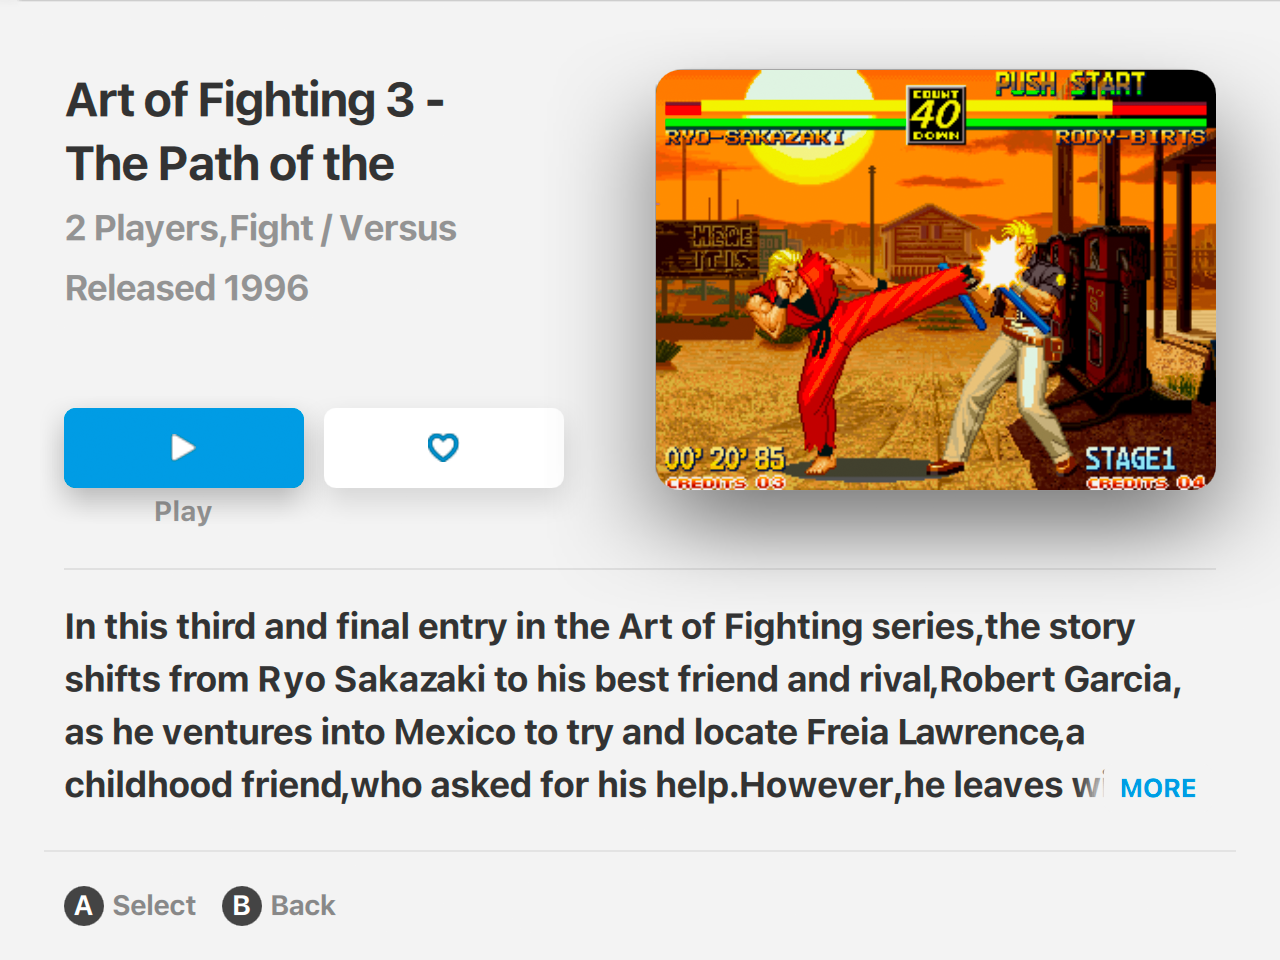 Art of Fighting 3 -
The Path of the
2 Players,Fight / Versus
Released 1996
Play
PUSH START
COUNT
40
DOWN
RYO-SAKAZAKI
RODY-BIRTS
HERE
IT IS
00' 20' 85
STAGE1
CREDITS 03
CREDITS 04
In this third and final entry in the Art of Fighting series,the story
shifts from Ryo Sakazaki to his best friend and rival,Robert Garcia,
as he ventures into Mexico to try and locate Freia Lawrence,a
childhood friend,who asked for his help.However,he leaves wi MORE
A Select B Back